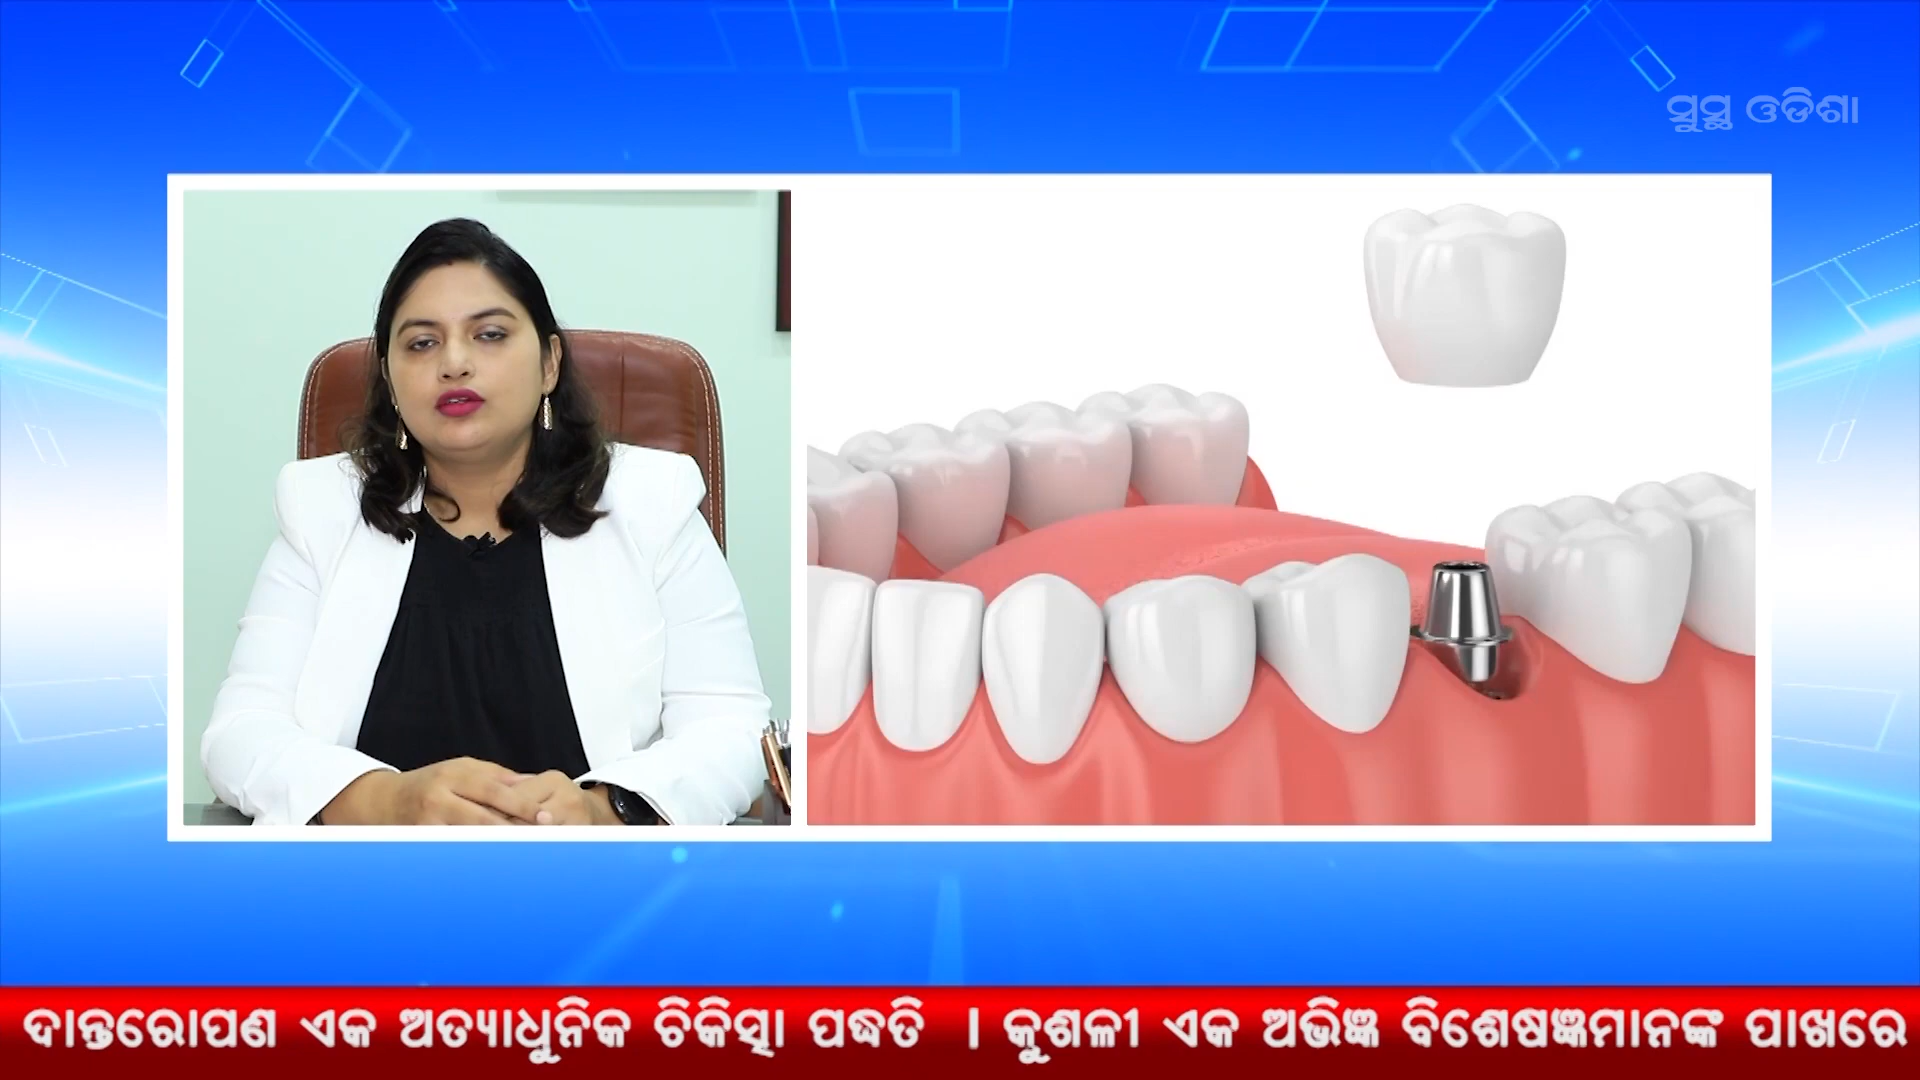 ସୁସ୍ଥ ଓଡିଶା
ଦାନ୍ତରୋପଣ ଏକ ଅତ୍ୟାଧୁନିକ ଚିକିତ୍ସା ପଦ୍ଧତି । କୁଶଳୀ ଏକ ଅଭିଜ୍ଞ ବିଶେଷଜ୍ଞମାନଙ୍କ ପାଖରେ